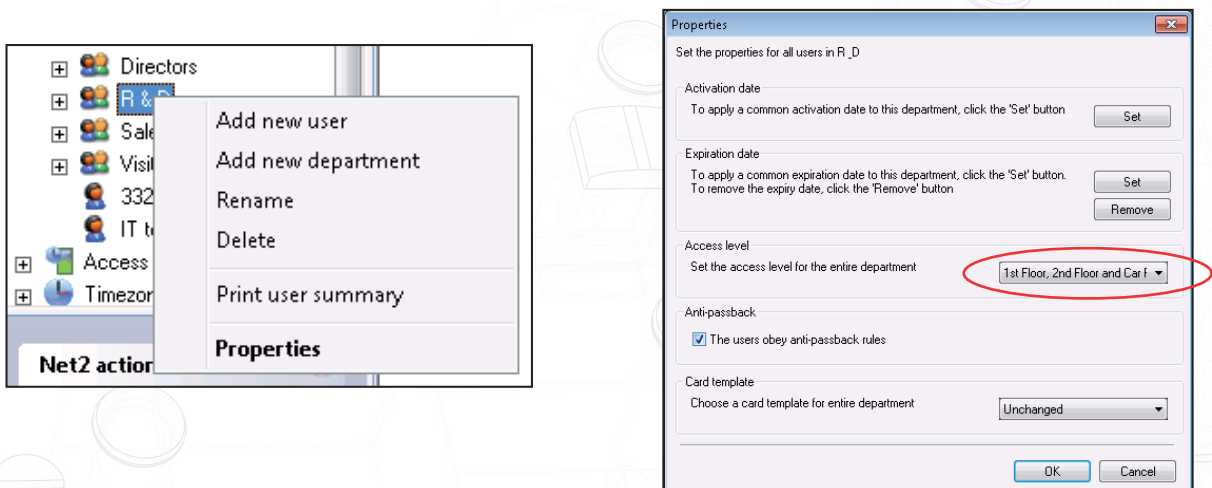 Directors
R & D
Sale
Visi
332
IT t
Access
Timezor
Net2 action
Add new user
Add new department
Rename
Delete
Print user summary
Properties
Properties
Set the properties for all users in R _D
Activation date
To apply a common activation date to this department, click the 'Set' button
Set
Expiration date
To apply a common expiration date to this department, click the 'Set' button.
To remove the expiry date, click the 'Remove' button
Set
Remove
Access level
Set the access level for the entire department
1st Floor, 2nd Floor and Car F
Anti-passback
The users obey anti-passback rules
Card template
Choose a card template for entire department
Unchanged
OK
Cancel